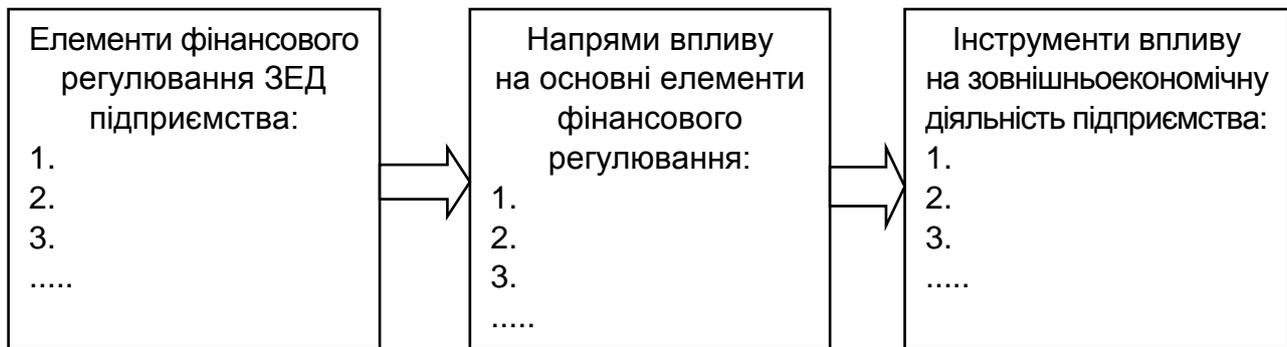 Елементи фінансового
регулювання ЗЕД
підприємства:
1.
2.
3.
.....
Напрями впливу
на основні елементи
фінансового
регулювання:
1.
2.
3.
.....
Інструменти впливу
на зовнішньоекономічну
діяльність підприємства:
1.
2.
3.
.....